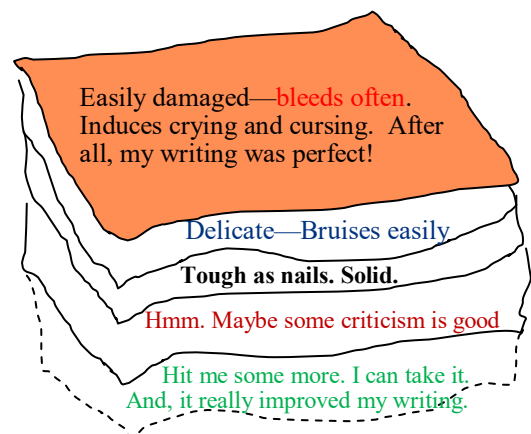 Easily damaged—bleeds often.
Induces crying and cursing.  After
all, my writing was perfect!
Delicate—Bruises easily
Tough as nails. Solid.
Hmm. Maybe some criticism is good
Hit me some more. I can take it.
And, it really improved my writing.